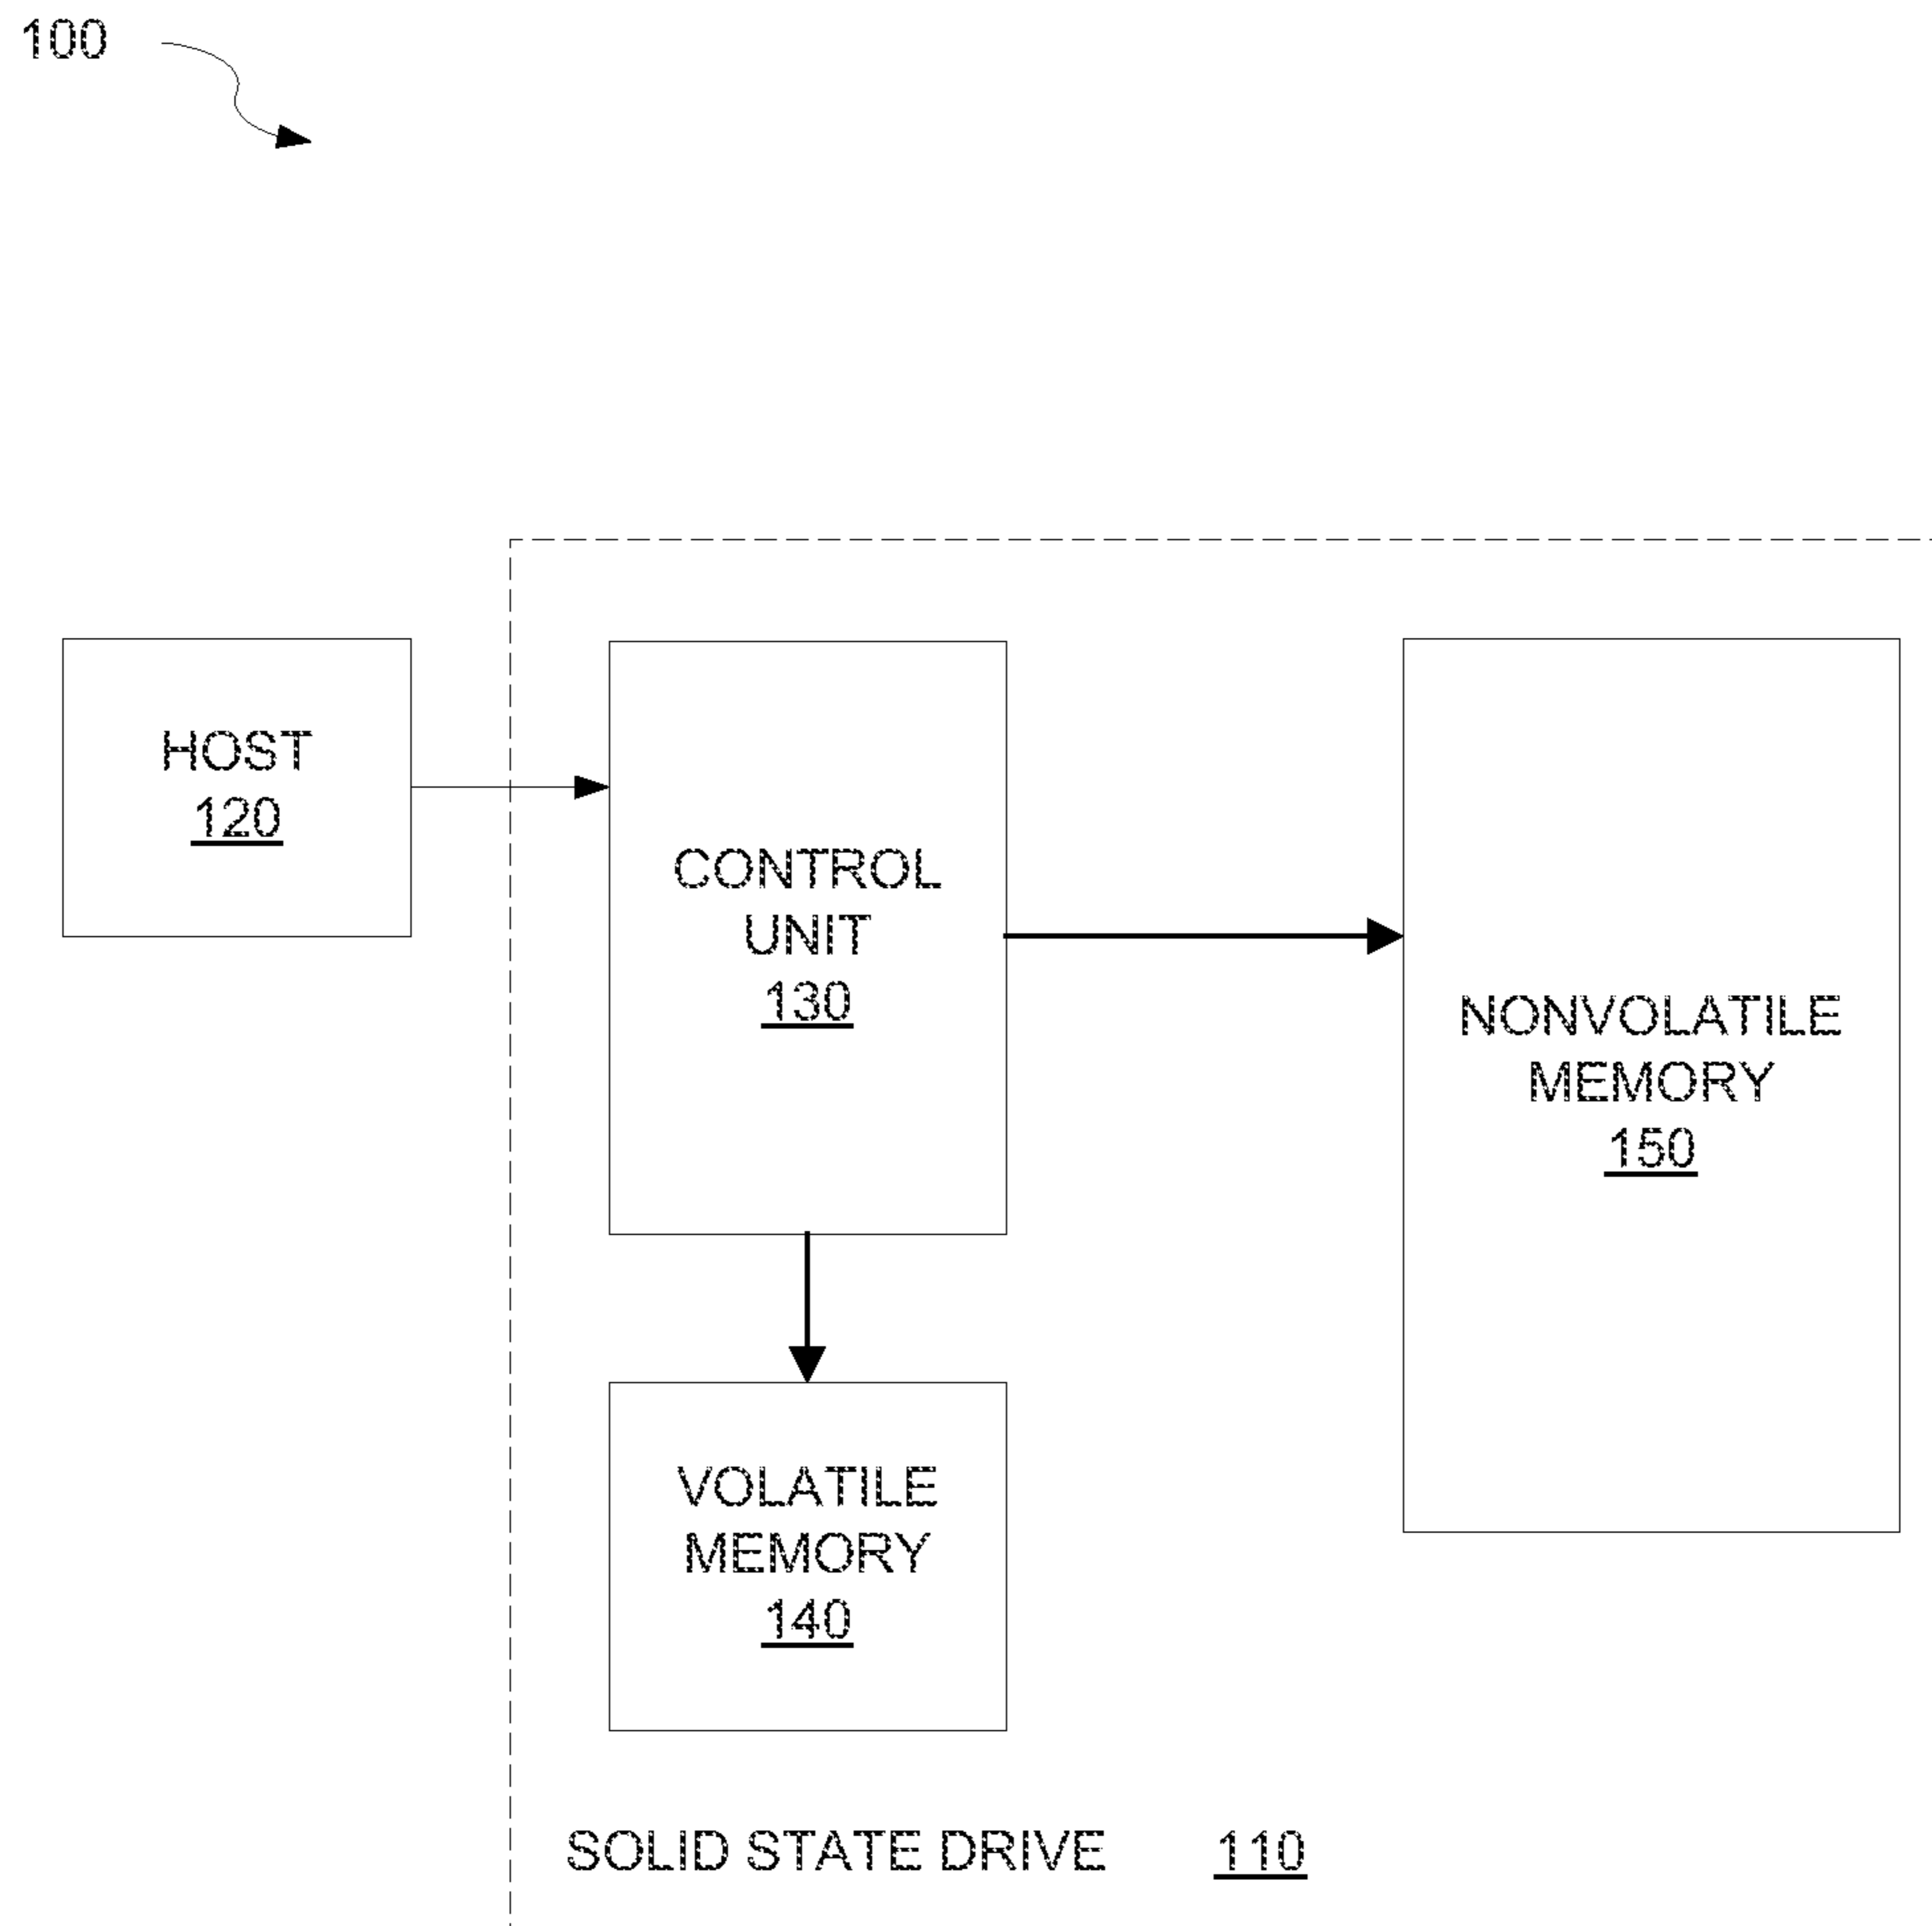 100
HOST
120
CONTROL
UNIT
130
NONVOLATILE
MEMORY
150
VOLATILE
MEMORY
140
SOLID STATE DRIVE 110